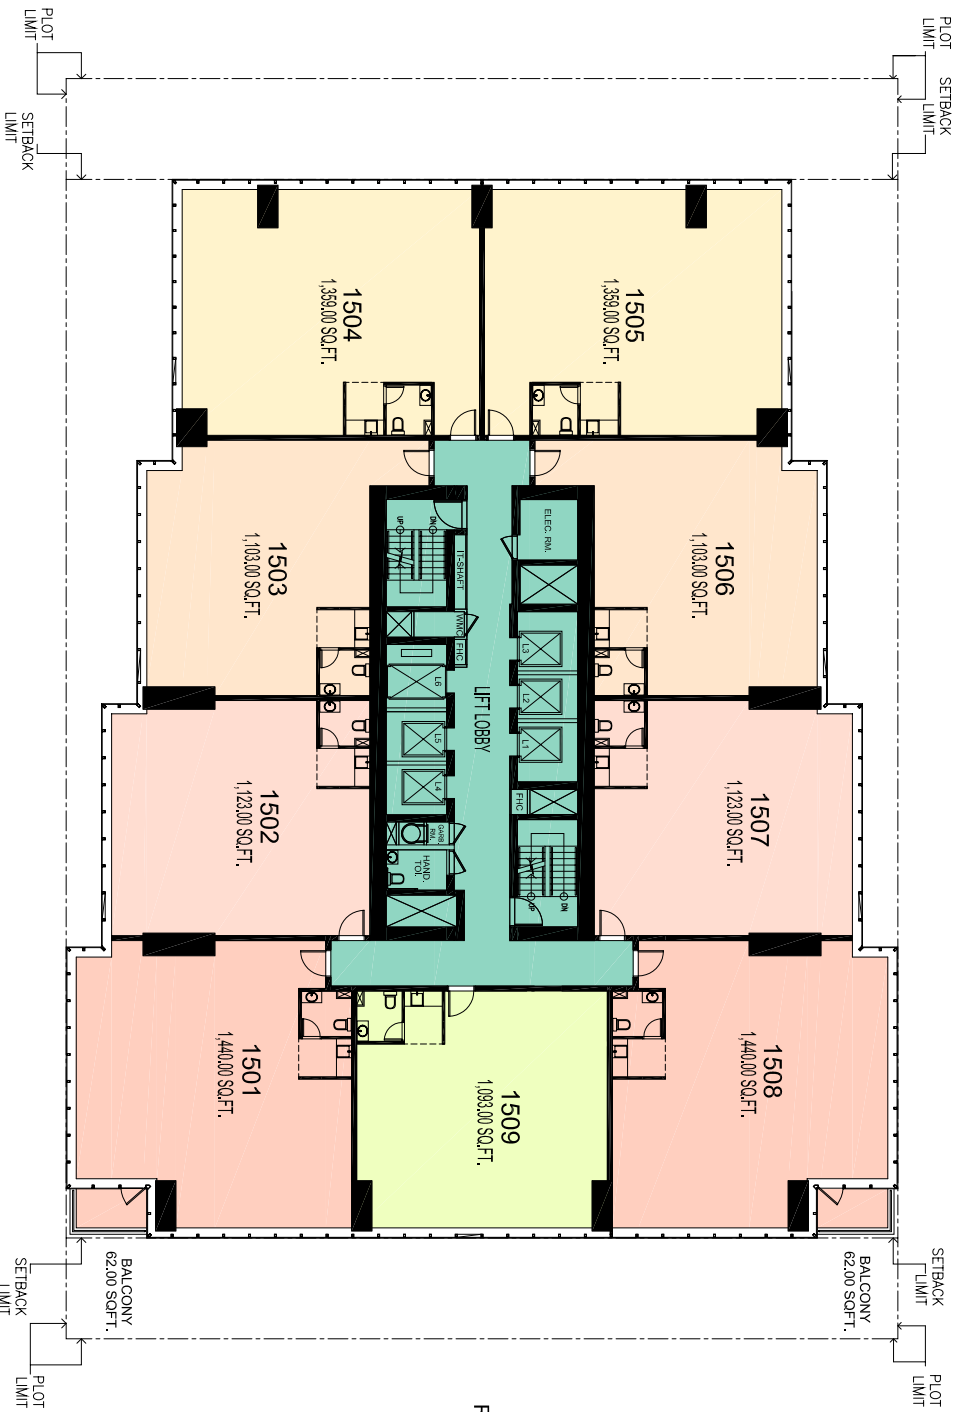 PLOT
LIMIT
SETBACK
LIMIT
PLOT
LIMIT
SETBACK
LIMIT
1504
1,359.00 SQ.FT.
1505
1,359.00 SQ.FT.
1503
1,103.00 SQ.FT.
1506
1,103.00 SQ.FT.
UP
DN
IT-SHAFT
ELEC. RM.
WMC
FHC
L6
L5
L4
L3
L2
L1
LIFT LOBBY
FHC
GARB.
RM.
HAND.
TOI.
UP
DN
1502
1,123.00 SQ.FT.
1507
1,123.00 SQ.FT.
1501
1,440.00 SQ.FT.
1509
1,093.00 SQ.FT.
1508
1,440.00 SQ.FT.
BALCONY
62.00 SQFT.
BALCONY
62.00 SQFT.
SETBACK
LIMIT
PLOT
LIMIT
SETBACK
LIMIT
PLOT
LIMIT